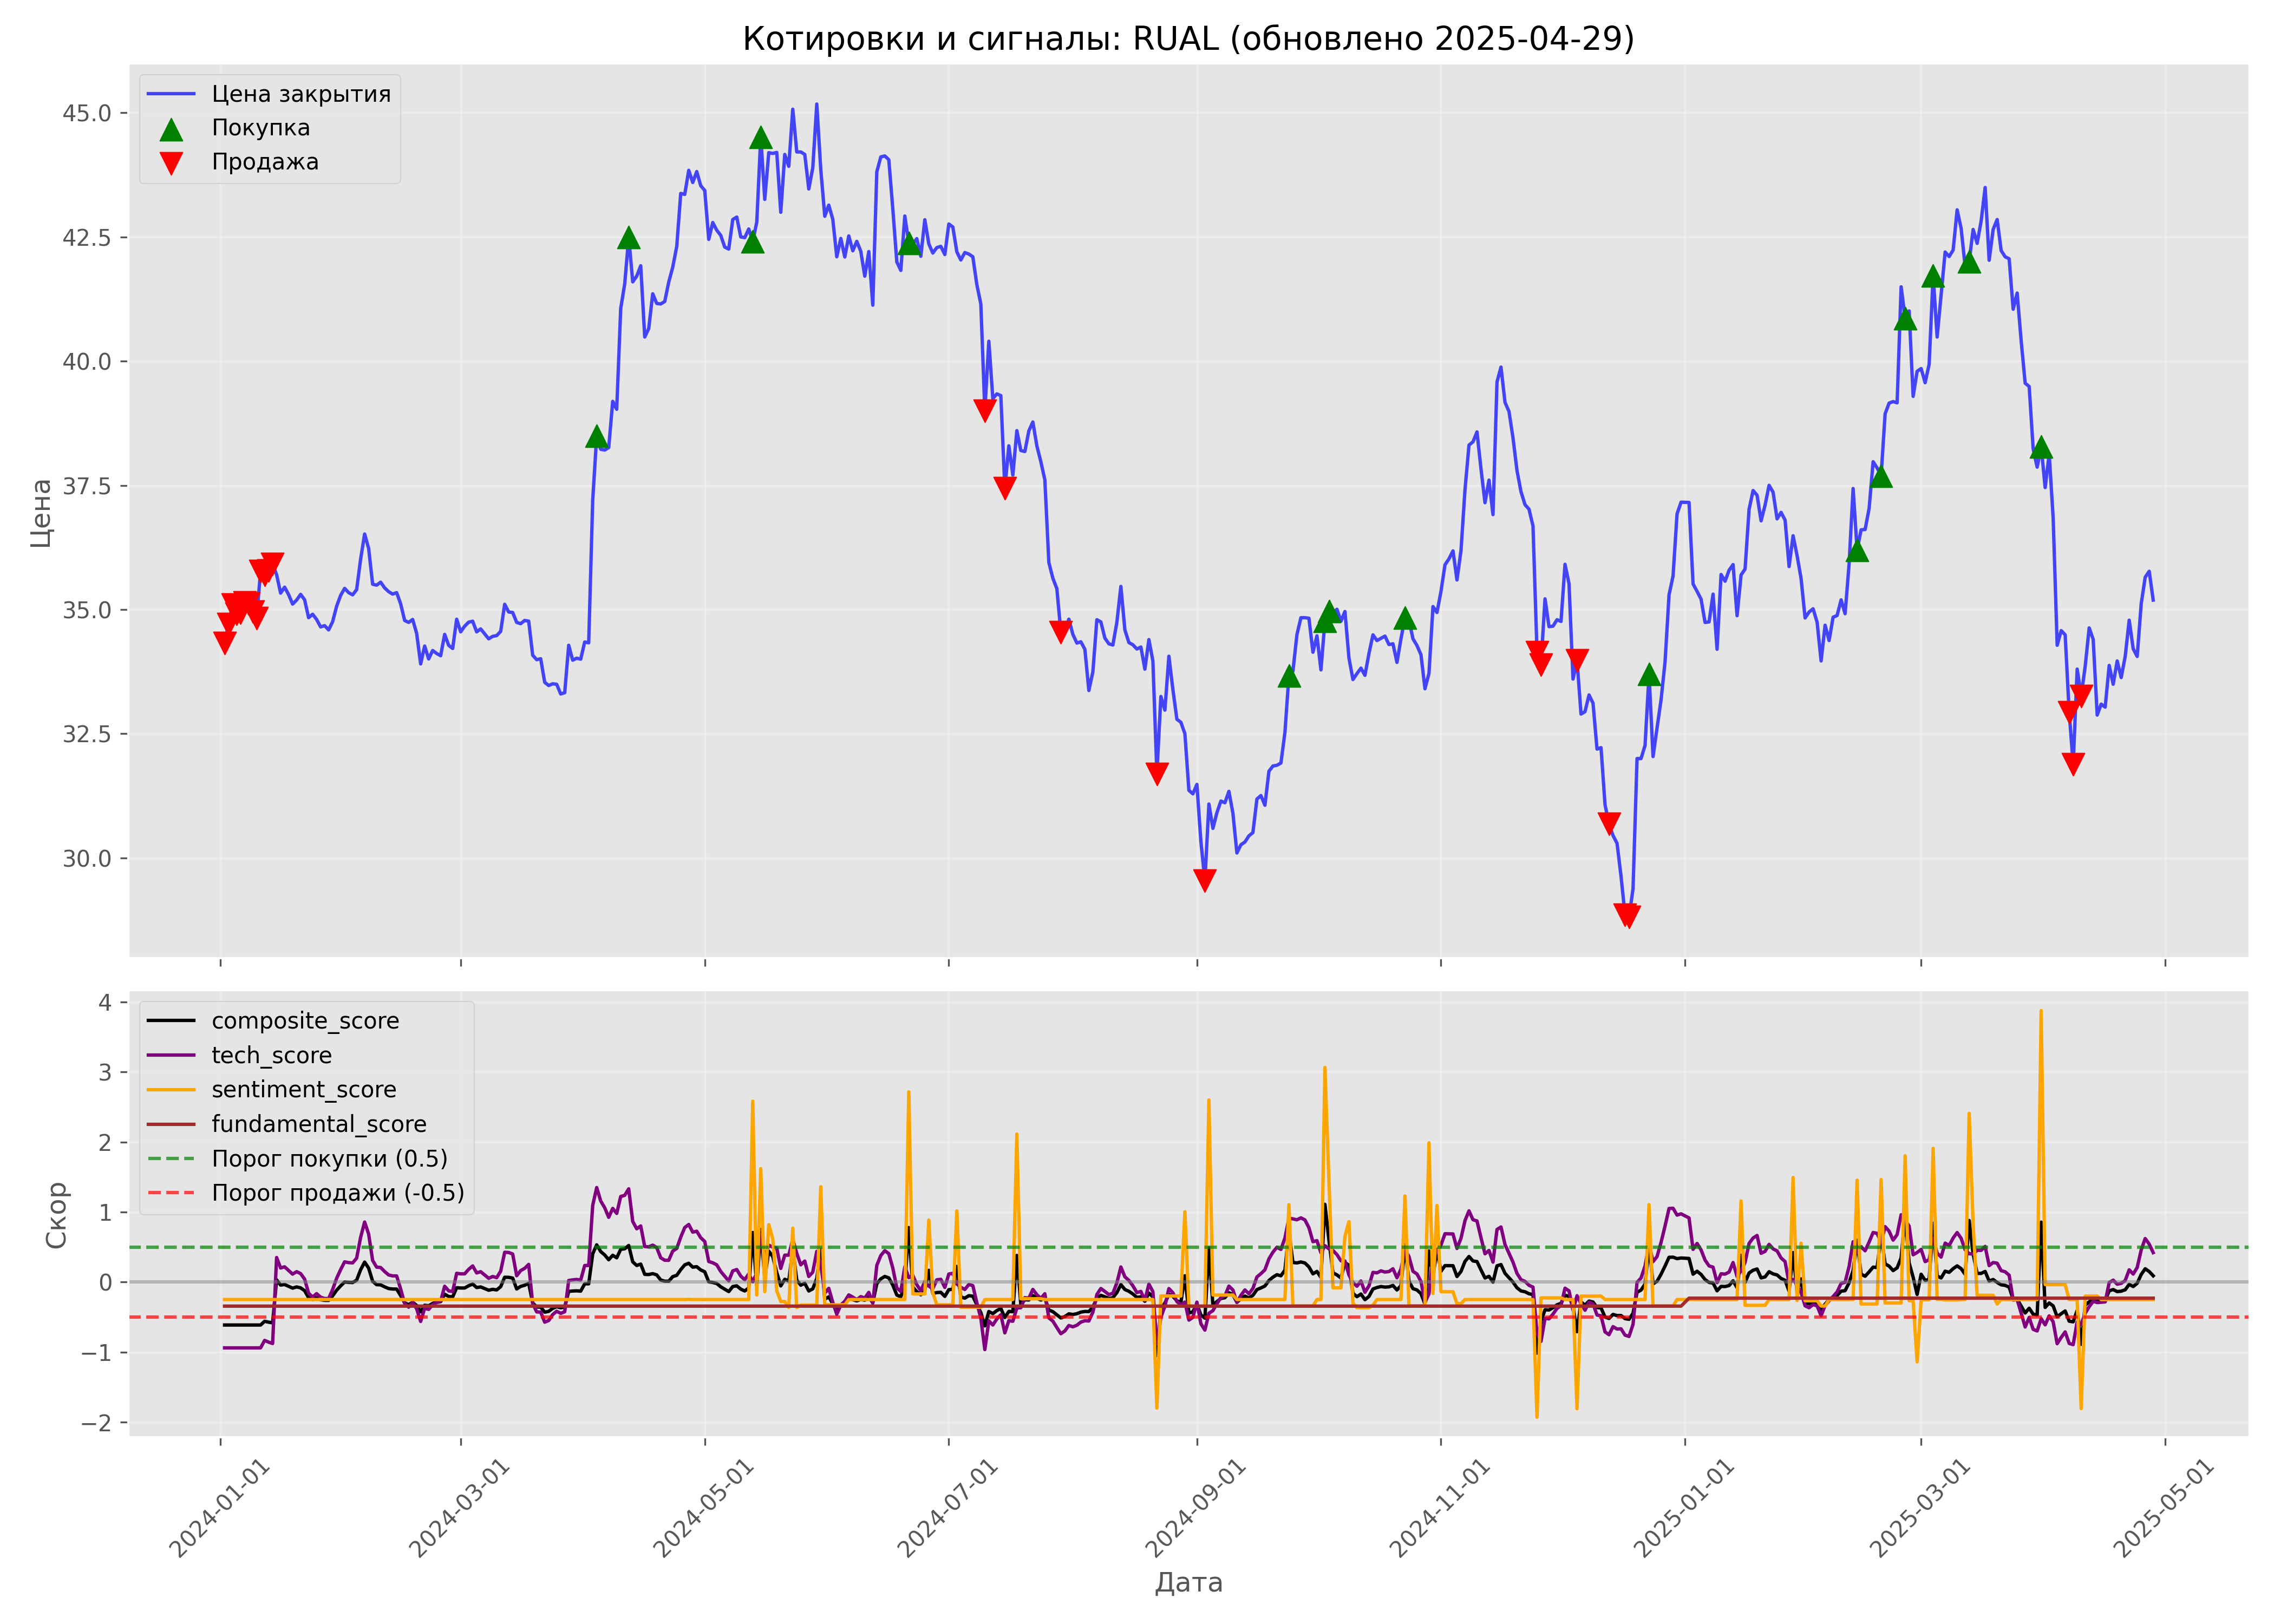 Котировки и сигналы: RUAL (обновлено 2025-04-29)
Цена закрытия
Покупка
Продажа
Цена
45.0
42.5
40.0
37.5
35.0
32.5
30.0
composite_score
tech_score
sentiment_score
fundamental_score
Порог покупки (0.5)
Порог продажи (-0.5)
Скор
4
3
2
1
0
−1
−2
2024-01-01
2024-03-01
2024-05-01
2024-07-01
2024-09-01
2024-11-01
2025-01-01
2025-03-01
2025-05-01
Дата